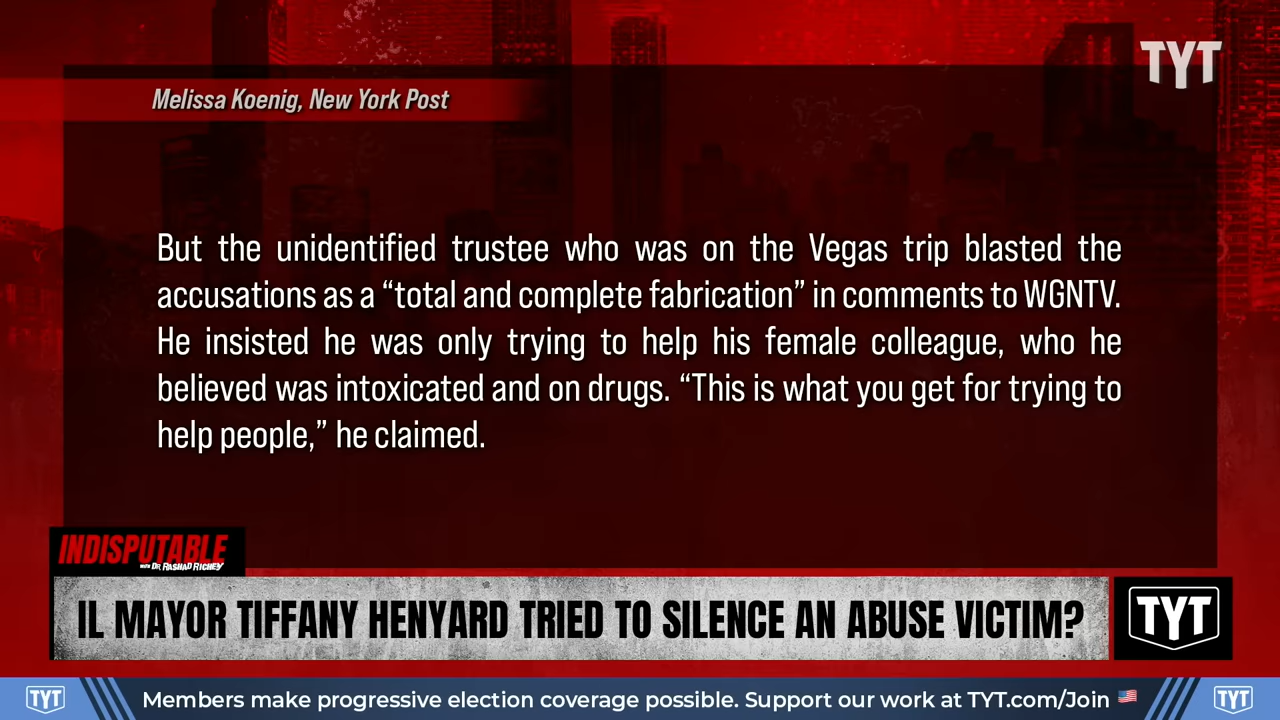 TYT
Melissa Koenig, New York Post
But the unidentified trustee who was on the Vegas trip blasted the
accusations as a “total and complete fabrication” in comments to WGNTV.
He insisted he was only trying to help his female colleague, who he
believed was intoxicated and on drugs. “This is what you get for trying to
help people,” he claimed.
INDISPUTABLE
WITH DR. RASHAD RICHEY
IL MAYOR TIFFANY HENYARD TRIED TO SILENCE AN ABUSE VICTIM?
TYT
TYT
Members make progressive election coverage possible. Support our work at TYT.com/Join
TYT